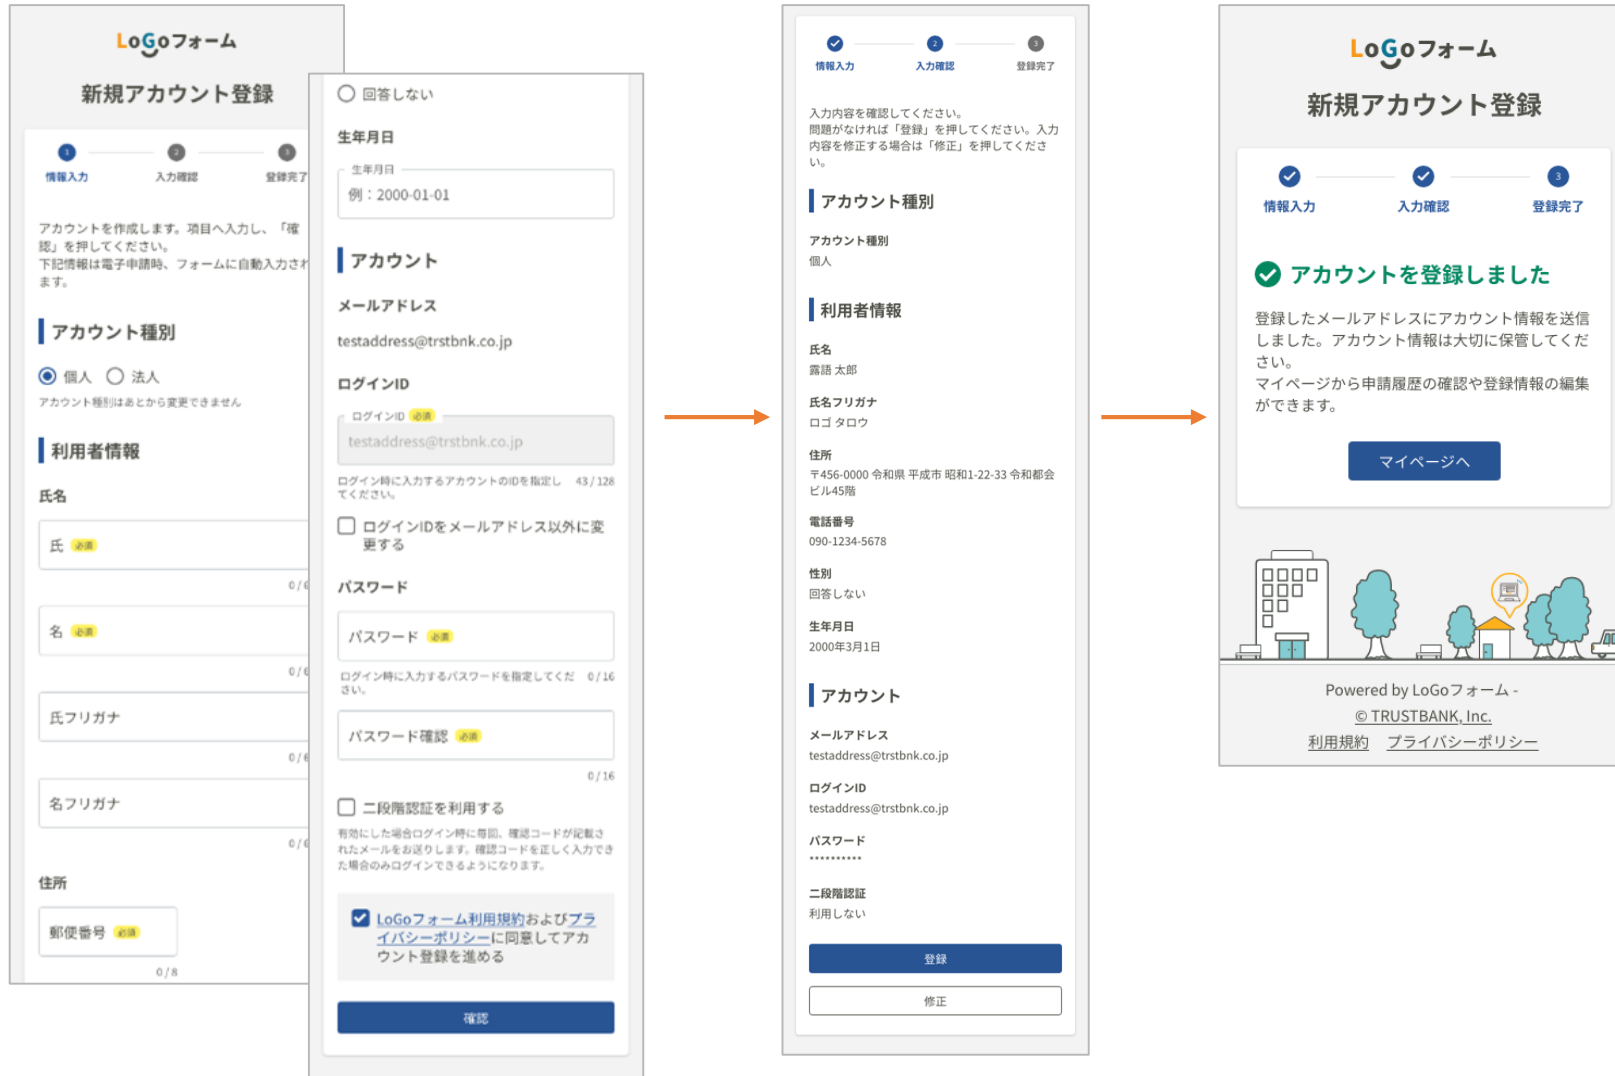 LoGoフォーム
新規アカウント登録
1
2
3
情報入力
入力確認
登録完了
アカウントを作成します。項目へ入力し、「確
認」を押してください。
下記情報は電子申請時、フォームに自動入力され
ます。
アカウント種別
個人
法人
アカウント種別はあとから変更できません
利用者情報
氏名
氏 必須
0 / 6
名 必須
0 / 6
氏フリガナ
0 / 6
名フリガナ
0 / 6
住所
郵便番号 必須
0 / 8
回答しない
生年月日
生年月日
例：2000-01-01
アカウント
メールアドレス
testaddress@trstbnk.co.jp
ログインID
ログインID 必須
testaddress@trstbnk.co.jp
ログイン時に入力するアカウントのIDを指定し 43 / 128
てください。
ログインIDをメールアドレス以外に変
更する
パスワード
パスワード 必須
ログイン時に入力するパスワードを指定してくだ 0 / 16
さい。
パスワード確認 必須
0 / 16
二段階認証を利用する
有効にした場合ログイン時に毎回、確認コードが記載さ
れたメールをお送りします。確認コードを正しく入力でき
た場合のみログインできるようになります。
LoGoフォーム利用規約およびプラ
イバシーポリシーに同意してアカ
ウント登録を進める
確認
2
3
情報入力
入力確認
登録完了
入力内容を確認してください。
問題がなければ「登録」を押してください。入力
内容を修正する場合は「修正」を押してくださ
い。
アカウント種別
アカウント種別
個人
利用者情報
氏名
露語 太郎
氏名フリガナ
ロゴ タロウ
住所
〒456-0000 令和県 平成市 昭和1-22-33 令和都会
ビル45階
電話番号
090-1234-5678
性別
回答しない
生年月日
2000年3月1日
アカウント
メールアドレス
testaddress@trstbnk.co.jp
ログインID
testaddress@trstbnk.co.jp
パスワード
**********
二段階認証
利用しない
登録
修正
LoGoフォーム
新規アカウント登録
3
情報入力
入力確認
登録完了
アカウントを登録しました
登録したメールアドレスにアカウント情報を送信
しました。アカウント情報は大切に保管してくだ
さい。
マイページから申請履歴の確認や登録情報の編集
ができます。
マイページへ
Powered by LoGoフォーム -
© TRUSTBANK, Inc.
利用規約 プライバシーポリシー